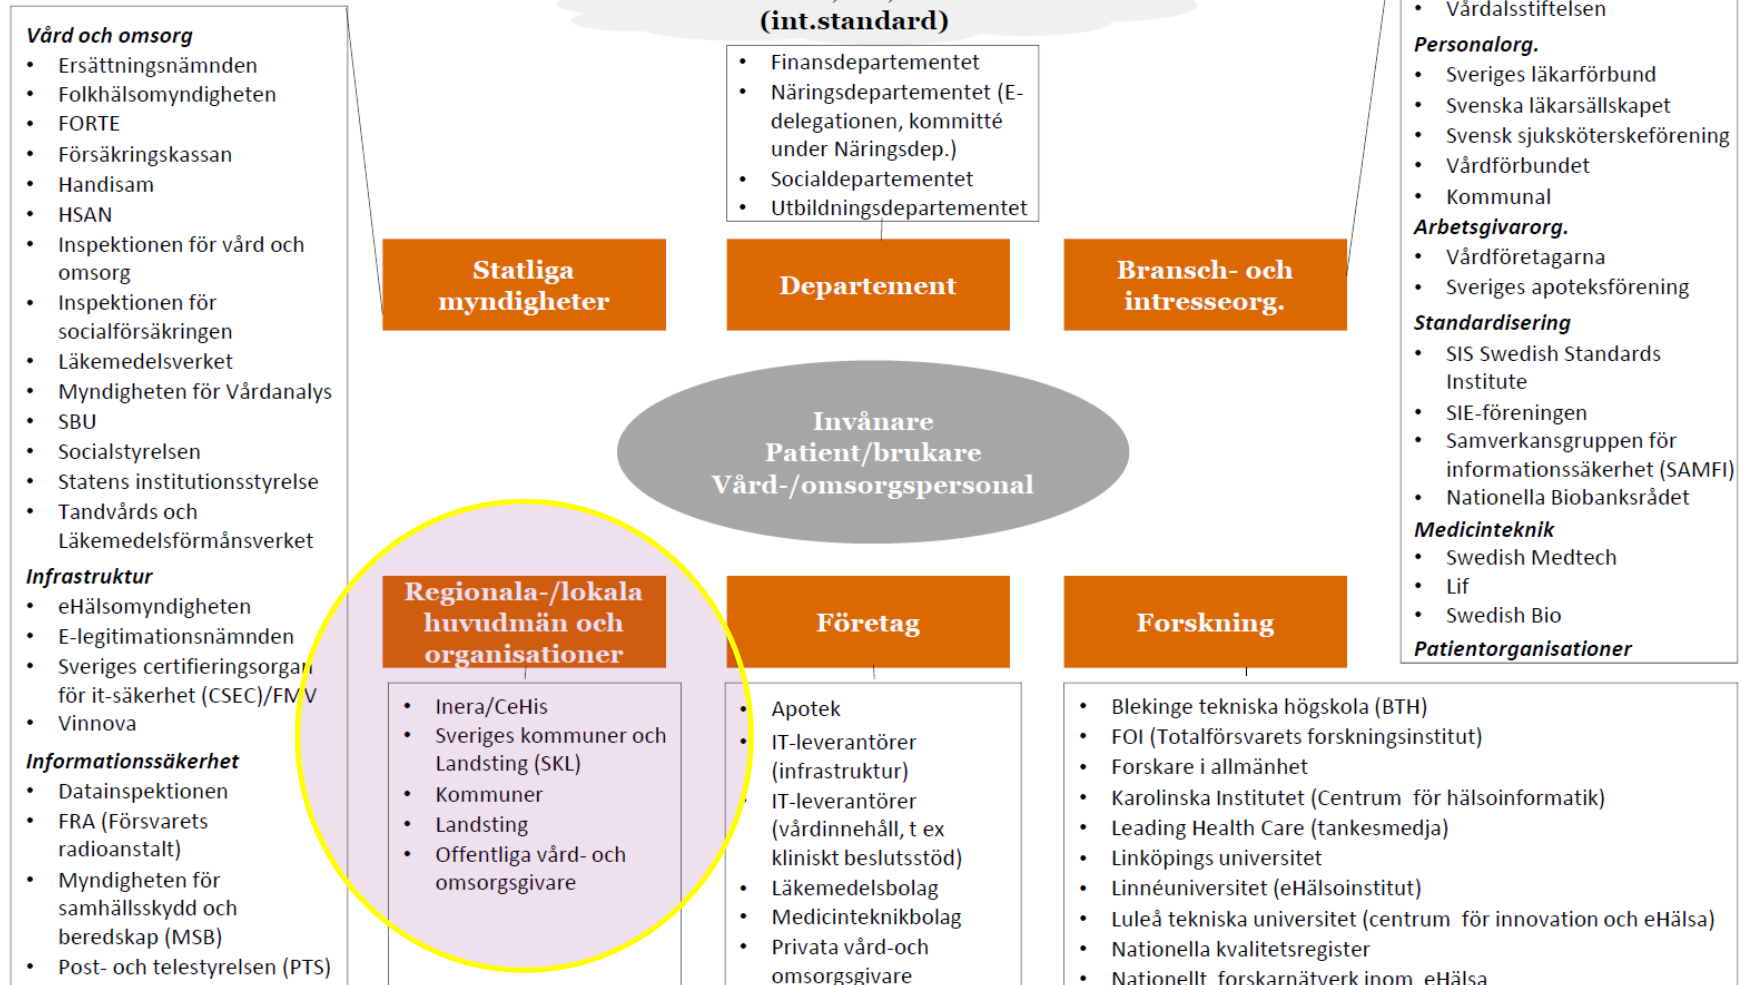 (int.standard)
Vård och omsorg
• Ersättningsnämnden
• Folkhälsomyndigheten
• FORTE
• Försäkringskassan
• Handisam
• HSAN
• Inspektionen för vård och
omsorg
• Inspektionen för
socialförsäkringen
• Läkemedelsverket
• Myndigheten för Vårdanalys
• SBU
• Socialstyrelsen
• Statens institutionsstyrelse
• Tandvårds och
Läkemedelsförmånsverket
Infrastruktur
• eHälsomyndigheten
• E-legitimationsnämnden
• Sveriges certifieringsorgan
för it-säkerhet (CSEC)/FMV
• Vinnova
Informationssäkerhet
• Datainspektionen
• FRA (Försvarets
radioanstalt)
• Myndigheten för
samhällsskydd och
beredskap (MSB)
• Post- och telestyrelsen (PTS)
• Finansdepartementet
• Näringsdepartementet (E-
delegationen, kommitté
under Näringsdep.)
• Socialdepartementet
• Utbildningsdepartementet
Statliga
myndigheter
Departement
Bransch- och
intresseorg.
Invånare
Patient/brukare
Vård-/omsorgspersonal
Regionala-/lokala
huvudmän och
organisationer
• Inera/CeHis
• Sveriges kommuner och
Landsting (SKL)
• Kommuner
• Landsting
• Offentliga vård- och
omsorgsgivare
Företag
• Apotek
• IT-leverantörer
(infrastruktur)
• IT-leverantörer
(vårdinnehåll, t ex
kliniskt beslutsstöd)
• Läkemedelsbolag
• Medicinteknikbolag
• Privata vård-och
omsorgsgivare
Forskning
• Blekinge tekniska högskola (BTH)
• FOI (Totalförsvarets forskningsinstitut)
• Forskare i allmänhet
• Karolinska Institutet (Centrum för hälsoinformatik)
• Leading Health Care (tankesmedja)
• Linköpings universitet
• Linnéuniversitet (eHälsoinstitut)
• Luleå tekniska universitet (centrum för innovation och eHälsa)
• Nationella kvalitetsregister
• Nationellt forskarnätverk inom eHälsa
• Vårdalsstiftelsen
Personalorg.
• Sveriges läkarförbund
• Svenska läkarsällskapet
• Svensk sjuksköterskeförening
• Vårdförbundet
• Kommunal
Arbetsgivarorg.
• Vårdföretagarna
• Sveriges apoteksförening
Standardisering
• SIS Swedish Standards
Institute
• SIE-föreningen
• Samverkansgruppen för
informationssäkerhet (SAMFI)
• Nationella Biobanksrådet
Medicinteknik
• Swedish Medtech
• Lif
• Swedish Bio
Patientorganisationer